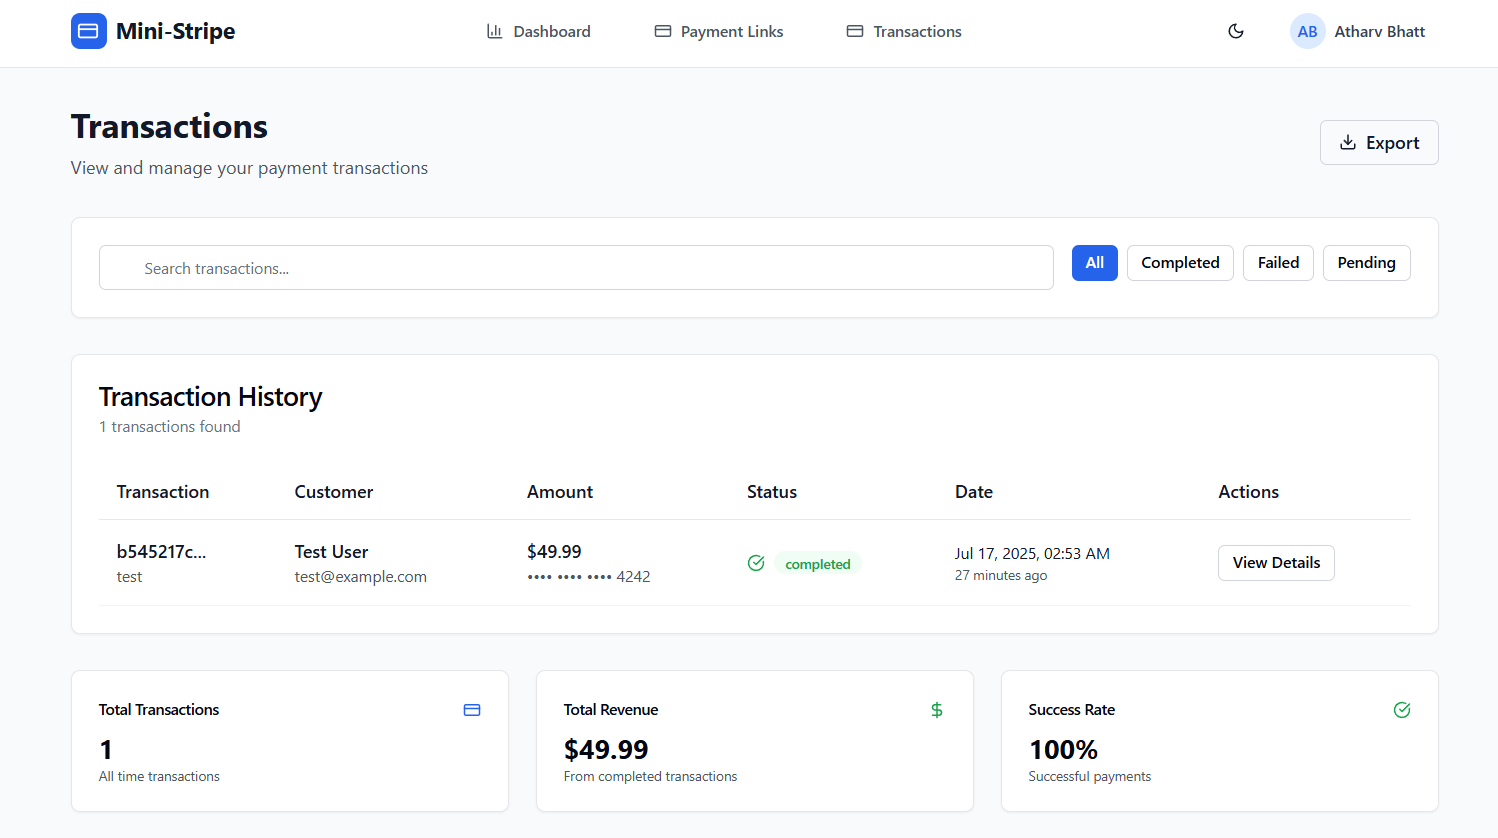 Mini-Stripe
Dashboard
Payment Links
Transactions
AB
Atharv Bhatt
Transactions
View and manage your payment transactions
Export
Search transactions...
All
Completed
Failed
Pending
Transaction History
1 transactions found
Transaction
Customer
Amount
Status
Date
Actions
b545217c...
test
Test User
test@example.com
$49.99
•••• •••• •••• 4242
completed
Jul 17, 2025, 02:53 AM
27 minutes ago
View Details
Total Transactions
1
All time transactions
Total Revenue
$
$49.99
From completed transactions
Success Rate
100%
Successful payments